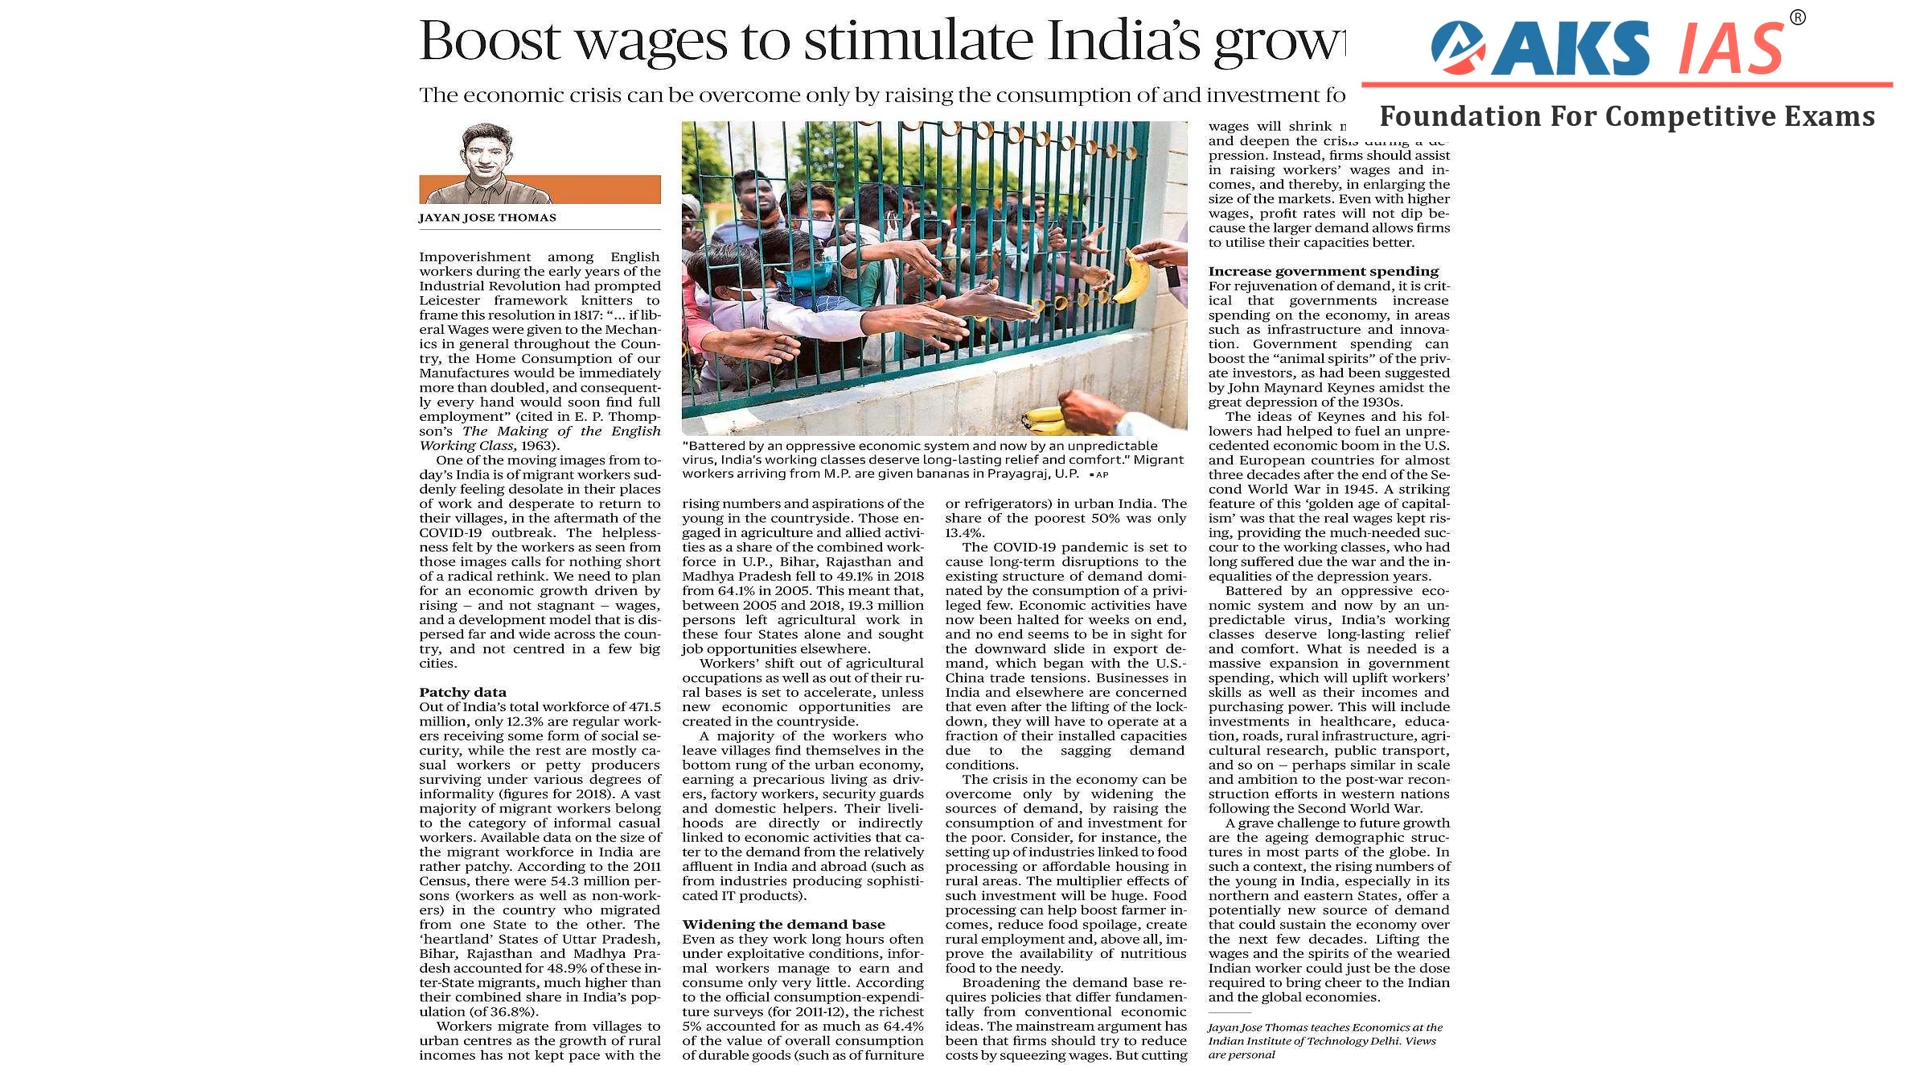 Boost wages to stimulate India's grow
The economic crisis can be overcome only by raising the consumption of and investment fo
AKS IAS®
Foundation For Competitive Exams
JAYAN JOSE THOMAS
Impoverishment among English
workers during the early years of the
Industrial Revolution had prompted
Leicester framework knitters to
frame this resolution in 1817: “... if lib-
eral Wages were given to the Mechan-
ics in general throughout the Coun-
try, the Home Consumption of our
Manufactures would be immediately
more than doubled, and consequent-
ly every hand would soon find full
employment” (cited in E. P. Thomp-
son's The Making of the English
Working Class, 1963).
One of the moving images from to-
day's India is of migrant workers sud-
denly feeling desolate in their places
of work and desperate to return to
their villages, in the aftermath of the
COVID-19 outbreak. The helpless-
ness felt by the workers as seen from
those images calls for nothing short
of a radical rethink. We need to plan
for an economic growth driven by
rising – and not stagnant – wages,
and a development model that is dis-
persed far and wide across the coun-
try, and not centred in a few big
cities.
Patchy data
Out of India's total workforce of 471.5
million, only 12.3% are regular work-
ers receiving some form of social se-
curity, while the rest are mostly ca-
sual workers or petty producers
surviving under various degrees of
informality (figures for 2018). A vast
majority of migrant workers belong
to the category of informal casual
workers. Available data on the size of
the migrant workforce in India are
rather patchy. According to the 2011
Census, there were 54.3 million per-
sons (workers as well as non-work-
ers) in the country who migrated
from one State to the other. The
‘heartland’ States of Uttar Pradesh,
Bihar, Rajasthan and Madhya Pra-
desh accounted for 48.9% of these in-
ter-State migrants, much higher than
their combined share in India's pop-
ulation (of 36.8%).
Workers migrate from villages to
urban centres as the growth of rural
incomes has not kept pace with the
"Battered by an oppressive economic system and now by an unpredictable
virus, India's working classes deserve long-lasting relief and comfort." Migrant
workers arriving from M.P. are given bananas in Prayagraj, U.P. ▪ AP
rising numbers and aspirations of the
young in the countryside. Those en-
gaged in agriculture and allied activi-
ties as a share of the combined work-
force in U.P., Bihar, Rajasthan and
Madhya Pradesh fell to 49.1% in 2018
from 64.1% in 2005. This meant that,
between 2005 and 2018, 19.3 million
persons left agricultural work in
these four States alone and sought
job opportunities elsewhere.
Workers' shift out of agricultural
occupations as well as out of their ru-
ral bases is set to accelerate, unless
new economic opportunities are
created in the countryside.
A majority of the workers who
leave villages find themselves in the
bottom rung of the urban economy,
earning a precarious living as driv-
ers, factory workers, security guards
and domestic helpers. Their liveli-
hoods are directly or indirectly
linked to economic activities that ca-
ter to the demand from the relatively
affluent in India and abroad (such as
from industries producing sophisti-
cated IT products).
Widening the demand base
Even as they work long hours often
under exploitative conditions, infor-
mal workers manage to earn and
consume only very little. According
to the official consumption-expendi-
ture surveys (for 2011-12), the richest
5% accounted for as much as 64.4%
of the value of overall consumption
of durable goods (such as of furniture
or refrigerators) in urban India. The
share of the poorest 50% was only
13.4%.
The COVID-19 pandemic is set to
cause long-term disruptions to the
existing structure of demand domi-
nated by the consumption of a privi-
leged few. Economic activities have
now been halted for weeks on end,
and no end seems to be in sight for
the downward slide in export de-
mand, which began with the U.S.-
China trade tensions. Businesses in
India and elsewhere are concerned
that even after the lifting of the lock-
down, they will have to operate at a
fraction of their installed capacities
due to the sagging demand
conditions.
The crisis in the economy can be
overcome only by widening the
sources of demand, by raising the
consumption of and investment for
the poor. Consider, for instance, the
setting up of industries linked to food
processing or affordable housing in
rural areas. The multiplier effects of
such investment will be huge. Food
processing can help boost farmer in-
comes, reduce food spoilage, create
rural employment and, above all, im-
prove the availability of nutritious
food to the needy.
Broadening the demand base re-
quires policies that differ fundamen-
tally from conventional economic
ideas. The mainstream argument has
been that firms should try to reduce
costs by squeezing wages. But cutting
wages will shrink
and deepen the crisis during a de-
pression. Instead, firms should assist
in raising workers' wages and in-
comes, and thereby, in enlarging the
size of the markets. Even with higher
wages, profit rates will not dip be-
cause the larger demand allows firms
to utilise their capacities better.
Increase government spending
For rejuvenation of demand, it is crit-
ical that governments increase
spending on the economy, in areas
such as infrastructure and innova-
tion. Government spending can
boost the “animal spirits” of the priv-
ate investors, as had been suggested
by John Maynard Keynes amidst the
great depression of the 1930s.
The ideas of Keynes and his fol-
lowers had helped to fuel an unpre-
cedented economic boom in the U.S.
and European countries for almost
three decades after the end of the Se-
cond World War in 1945. A striking
feature of this ‘golden age of capital-
ism’ was that the real wages kept ris-
ing, providing the much-needed suc-
cour to the working classes, who had
long suffered due the war and the in-
equalities of the depression years.
Battered by an oppressive eco-
nomic system and now by an un-
predictable virus, India's working
classes deserve long-lasting relief
and comfort. What is needed is a
massive expansion in government
spending, which will uplift workers'
skills as well as their incomes and
purchasing power. This will include
investments in healthcare, educa-
tion, roads, rural infrastructure, agri-
cultural research, public transport,
and so on – perhaps similar in scale
and ambition to the post-war recon-
struction efforts in western nations
following the Second World War.
A grave challenge to future growth
are the ageing demographic struc-
tures in most parts of the globe. In
such a context, the rising numbers of
the young in India, especially in its
northern and eastern States, offer a
potentially new source of demand
that could sustain the economy over
the next few decades. Lifting the
wages and the spirits of the wearied
Indian worker could just be the dose
required to bring cheer to the Indian
and the global economies.
Jayan Jose Thomas teaches Economics at the
Indian Institute of Technology Delhi. Views
are personal